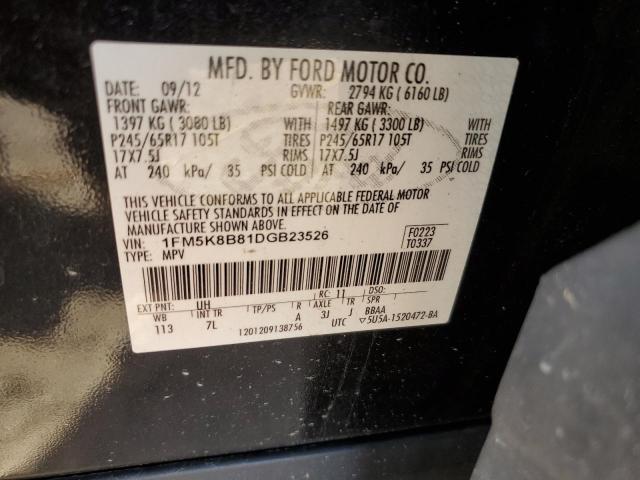 MFD. BY FORD MOTOR CO.
DATE: 09/12 GVWR: 2794 KG ( 6160 LB)
FRONT GAWR: REAR GAWR:
1397 KG ( 3080 LB) WITH 1497 KG ( 3300 LB) WITH
P245/65R17 105T TIRES P245/65R17 105T TIRES
17X7.5J RIMS 17X7.5J RIMS
AT 240 kPa/ 35 PSI COLD AT 240 kPa/ 35 PSI COLD
THIS VEHICLE CONFORMS TO ALL APPLICABLE FEDERAL MOTOR
VEHICLE SAFETY STANDARDS IN EFFECT ON THE DATE OF
MANUFACTURE SHOWN ABOVE.
VIN: 1FM5K8B81DGB23526 F0223
TYPE: MPV T0337
EXT PNT: UH RC: 11 DSO:
WB INT TR TP/PS R AXLE TR SPR
113 7L A 3J J BBAA
1201209138756 UTC ▽5U5A-1520472-BA